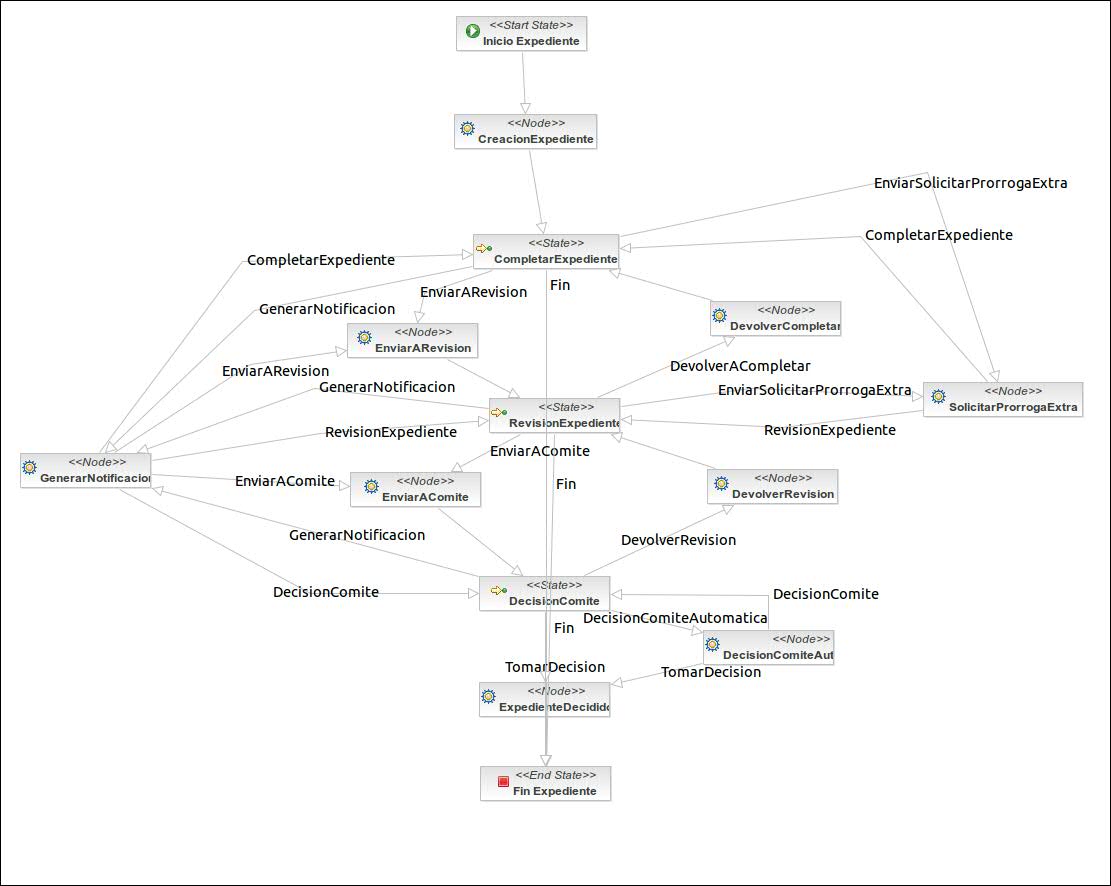 <<Start State>>
Inicio Expediente
<<Node>>
CreacionExpediente
EnviarSolicitarProrrogaExtra
CompletarExpediente
<<State>>
CompletarExpediente
CompletarExpediente
Fin
EnviarARevision
GenerarNotificacion
<<Node>>
DevolverCompletar
<<Node>>
EnviarARevision
DevolverACompletar
EnviarARevision
GenerarNotificacion
EnviarSolicitarProrrogaExtra
<<Node>>
SolicitarProrrogaExtra
<<State>>
RevisionExpediente
RevisionExpediente
RevisionExpediente
EnviarAComite
<<Node>>
GenerarNotificacion
EnviarAComite
<<Node>>
EnviarAComite
Fin
<<Node>>
DevolverRevision
GenerarNotificacion
DevolverRevision
<<State>>
DecisionComite
DecisionComite
DecisionComite
DecisionComiteAutomatica
Fin
<<Node>>
DecisionComiteAut
TomarDecision
TomarDecision
<<Node>>
ExpedienteDecidido
<<End State>>
Fin Expediente